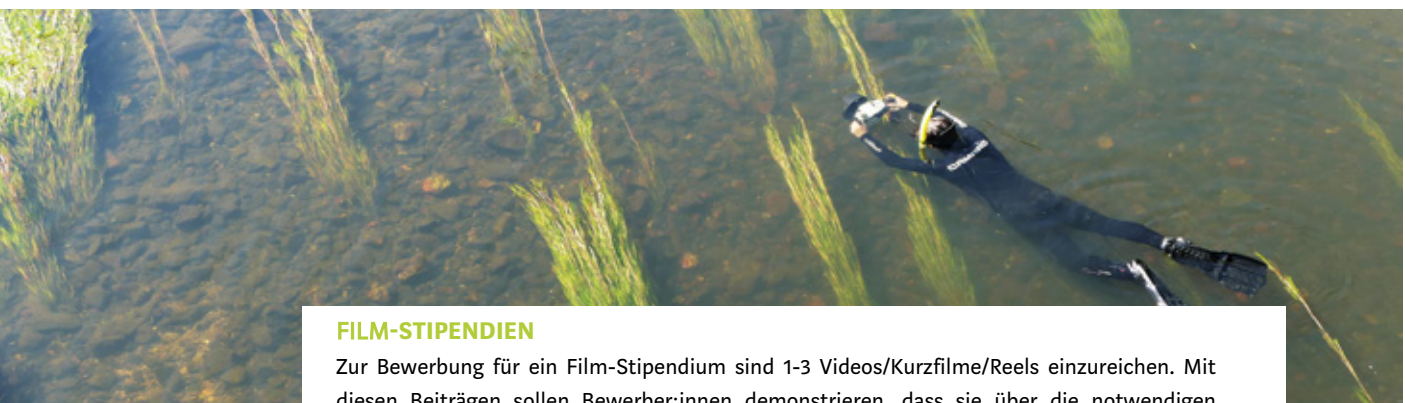 FILM-STIPENDIEN
Zur Bewerbung für ein Film-Stipendium sind 1-3 Videos/Kurzfilme/Reels einzureichen. Mit
diesen Beiträgen sollen Bewerber:innen demonstrieren, dass sie über die notwendigen